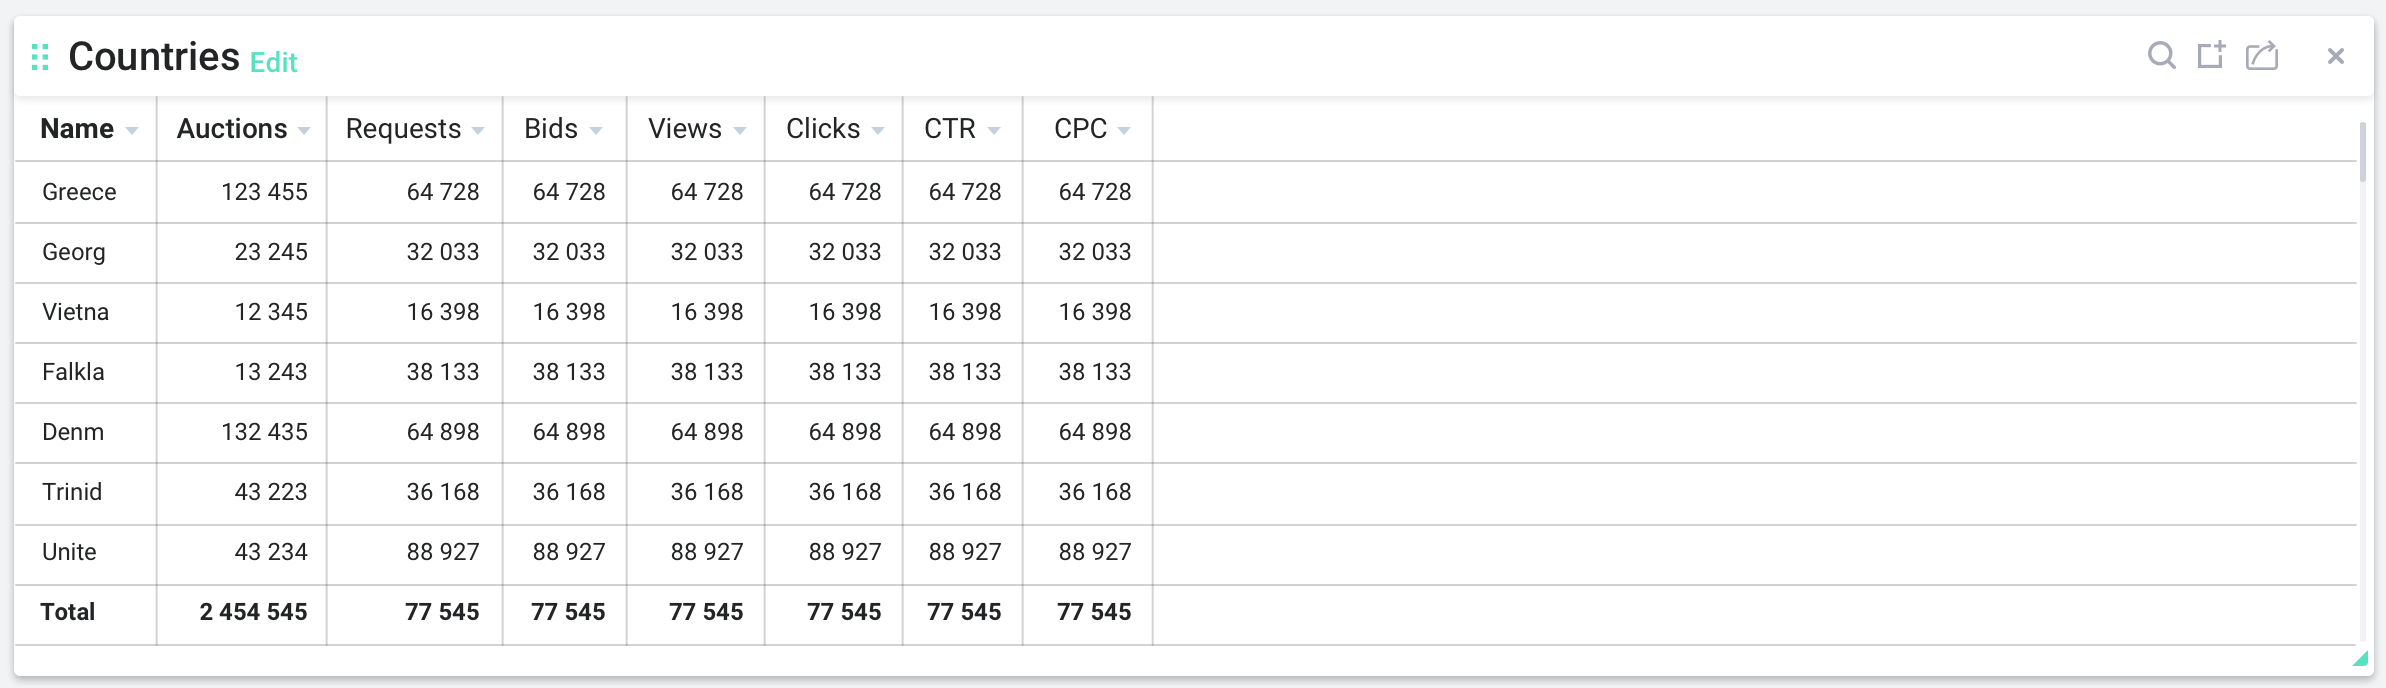 Countries Edit
Name Auctions Requests Bids Views Clicks CTR CPC
Greece 123 455 64 728 64 728 64 728 64 728 64 728 64 728
Georg 23 245 32 033 32 033 32 033 32 033 32 033 32 033
Vietna 12 345 16 398 16 398 16 398 16 398 16 398 16 398
Falkla 13 243 38 133 38 133 38 133 38 133 38 133 38 133
Denm 132 435 64 898 64 898 64 898 64 898 64 898 64 898
Trinid 43 223 36 168 36 168 36 168 36 168 36 168 36 168
Unite 43 234 88 927 88 927 88 927 88 927 88 927 88 927
Total 2 454 545 77 545 77 545 77 545 77 545 77 545 77 545